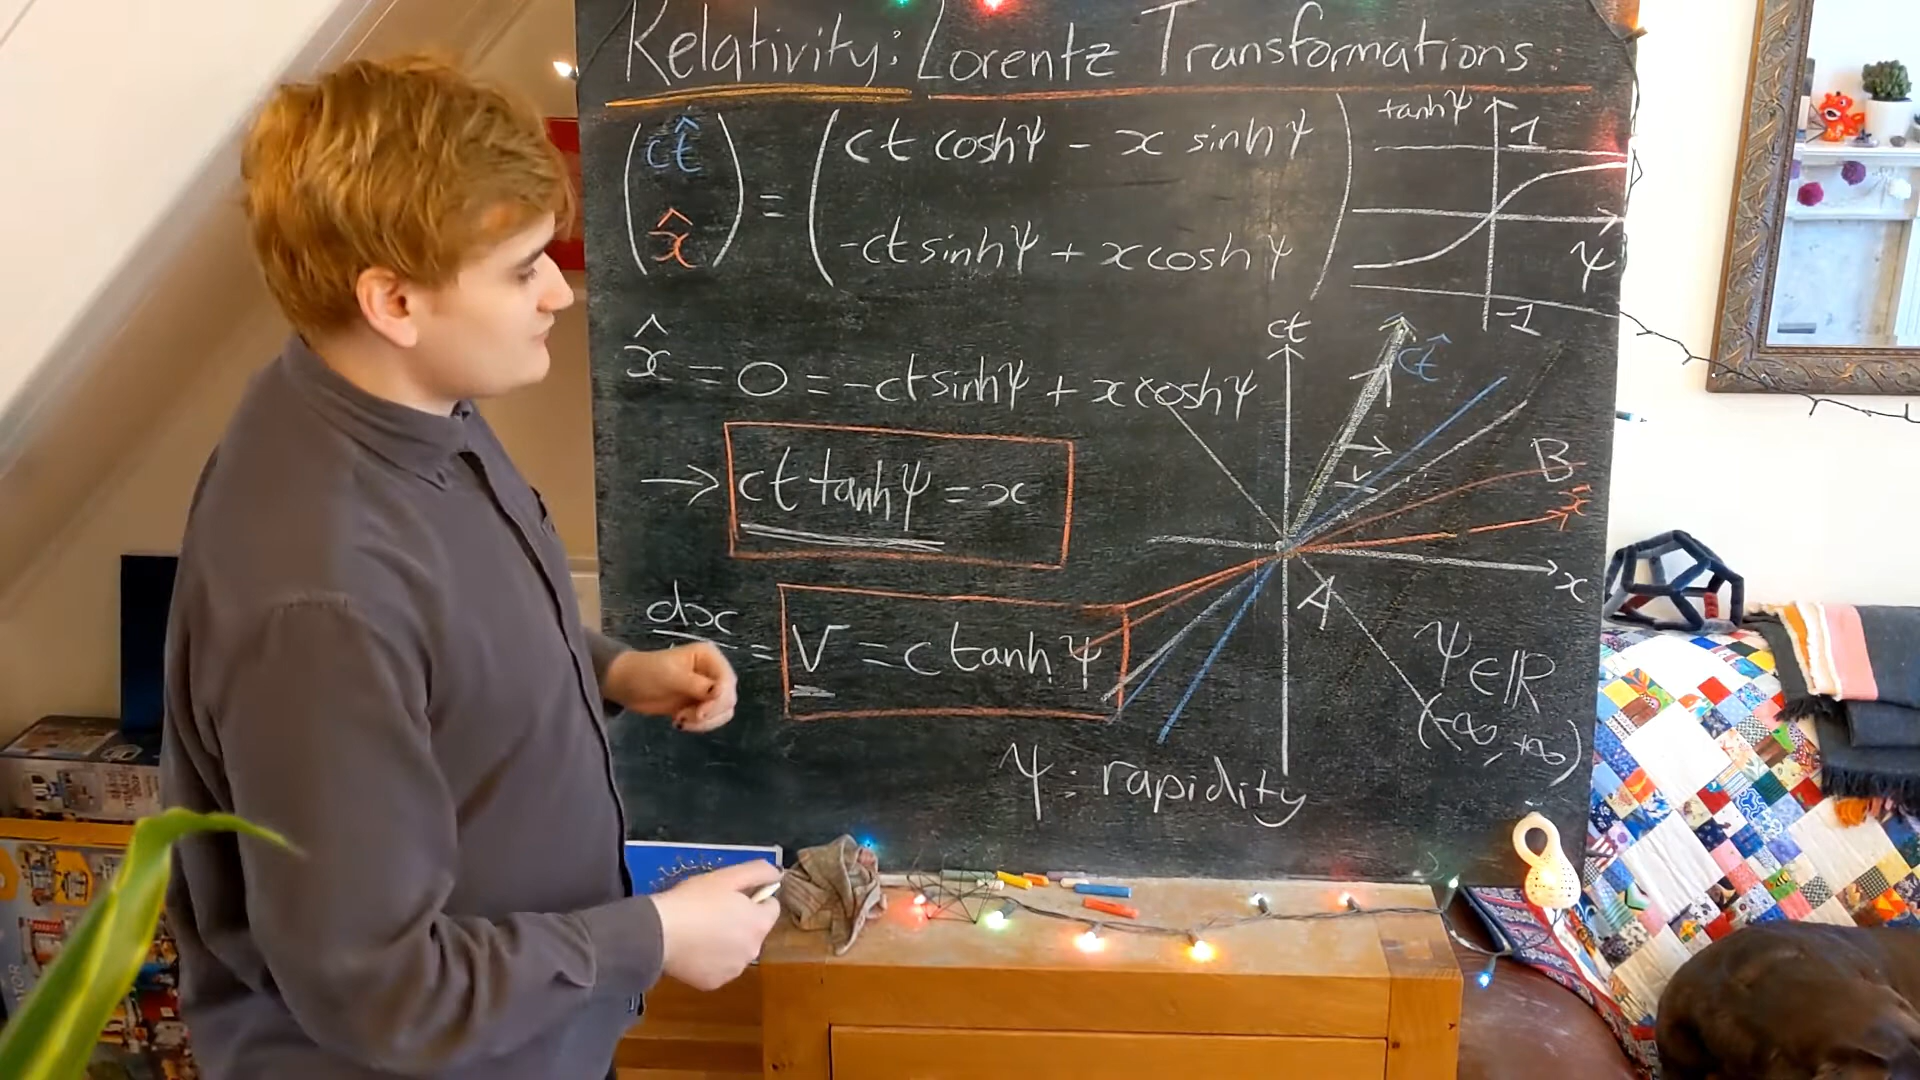 Relativity: Lorentz Transformations
(ct̂ x̂) = (ct coshψ - x sinhψ
-ct sinhψ + x coshψ)
tanhψ
1
ψ
-1
x̂ = 0 = -ct sinhψ + x coshψ
→ ct tanhψ = x
dx
= V = c tanhψ
ψ: rapidity
ct
ct̂
V
B
x̂
x
A
ψ ∈ ℝ
(-∞, +∞)